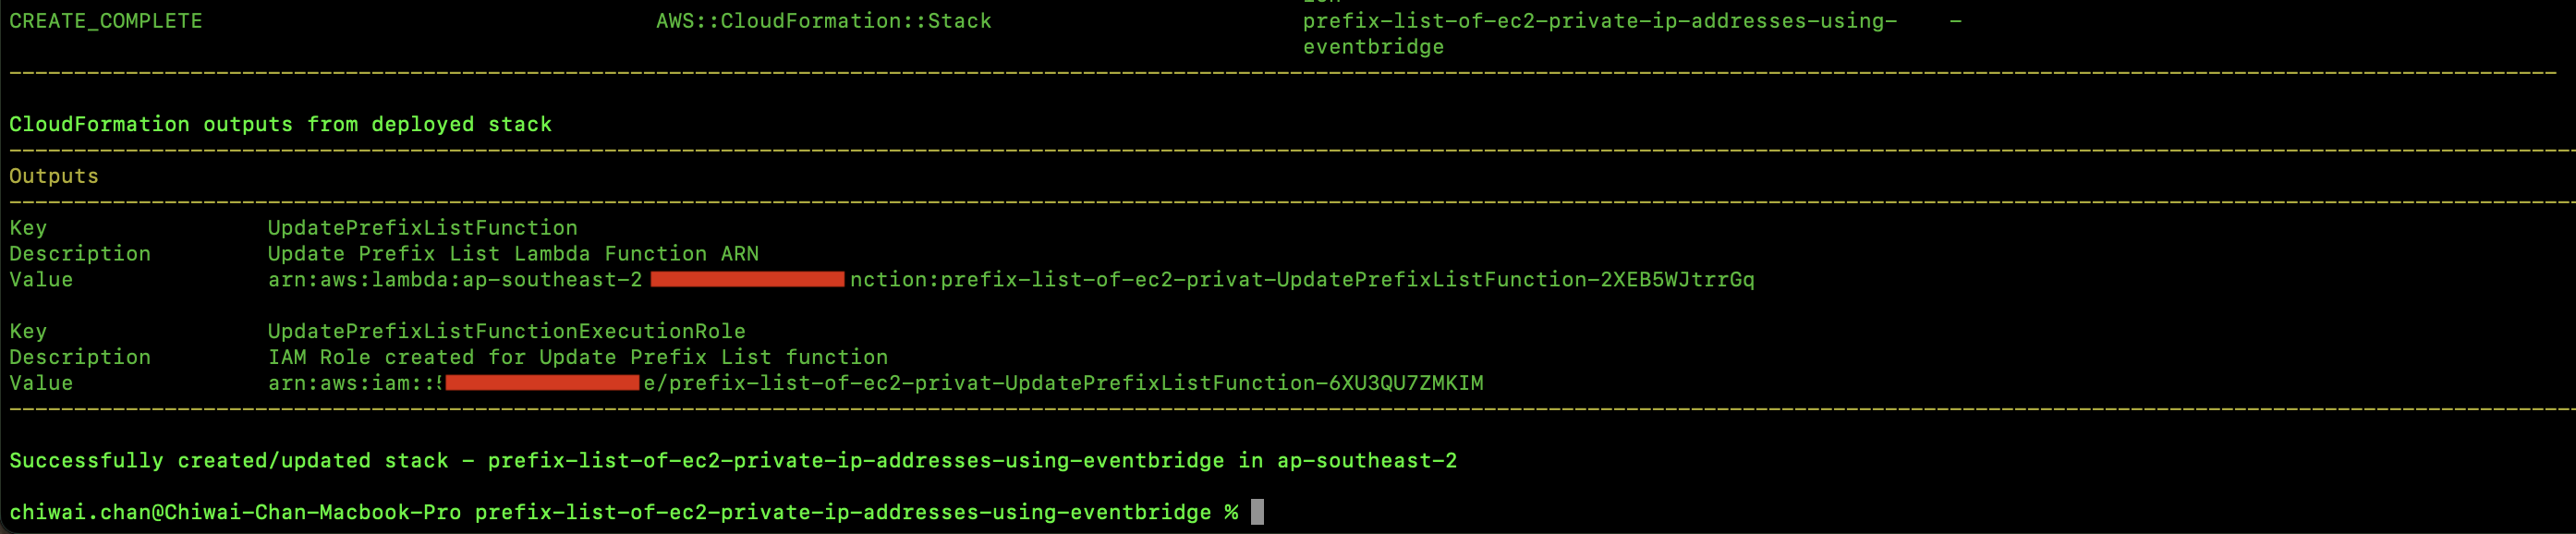 CREATE_COMPLETE AWS::CloudFormation::Stack prefix-list-of-ec2-private-ip-addresses-using- -
eventbridge
CloudFormation outputs from deployed stack
Outputs
Key UpdatePrefixListFunction
Description Update Prefix List Lambda Function ARN
Value arn:aws:lambda:ap-southeast-2 nction:prefix-list-of-ec2-privat-UpdatePrefixListFunction-2XEB5WJtrrGq
Key UpdatePrefixListFunctionExecutionRole
Description IAM Role created for Update Prefix List function
Value arn:aws:iam:: e/prefix-list-of-ec2-privat-UpdatePrefixListFunction-6XU3QU7ZMKIM
Successfully created/updated stack - prefix-list-of-ec2-private-ip-addresses-using-eventbridge in ap-southeast-2
chiwai.chan@Chiwai-Chan-Macbook-Pro prefix-list-of-ec2-private-ip-addresses-using-eventbridge %